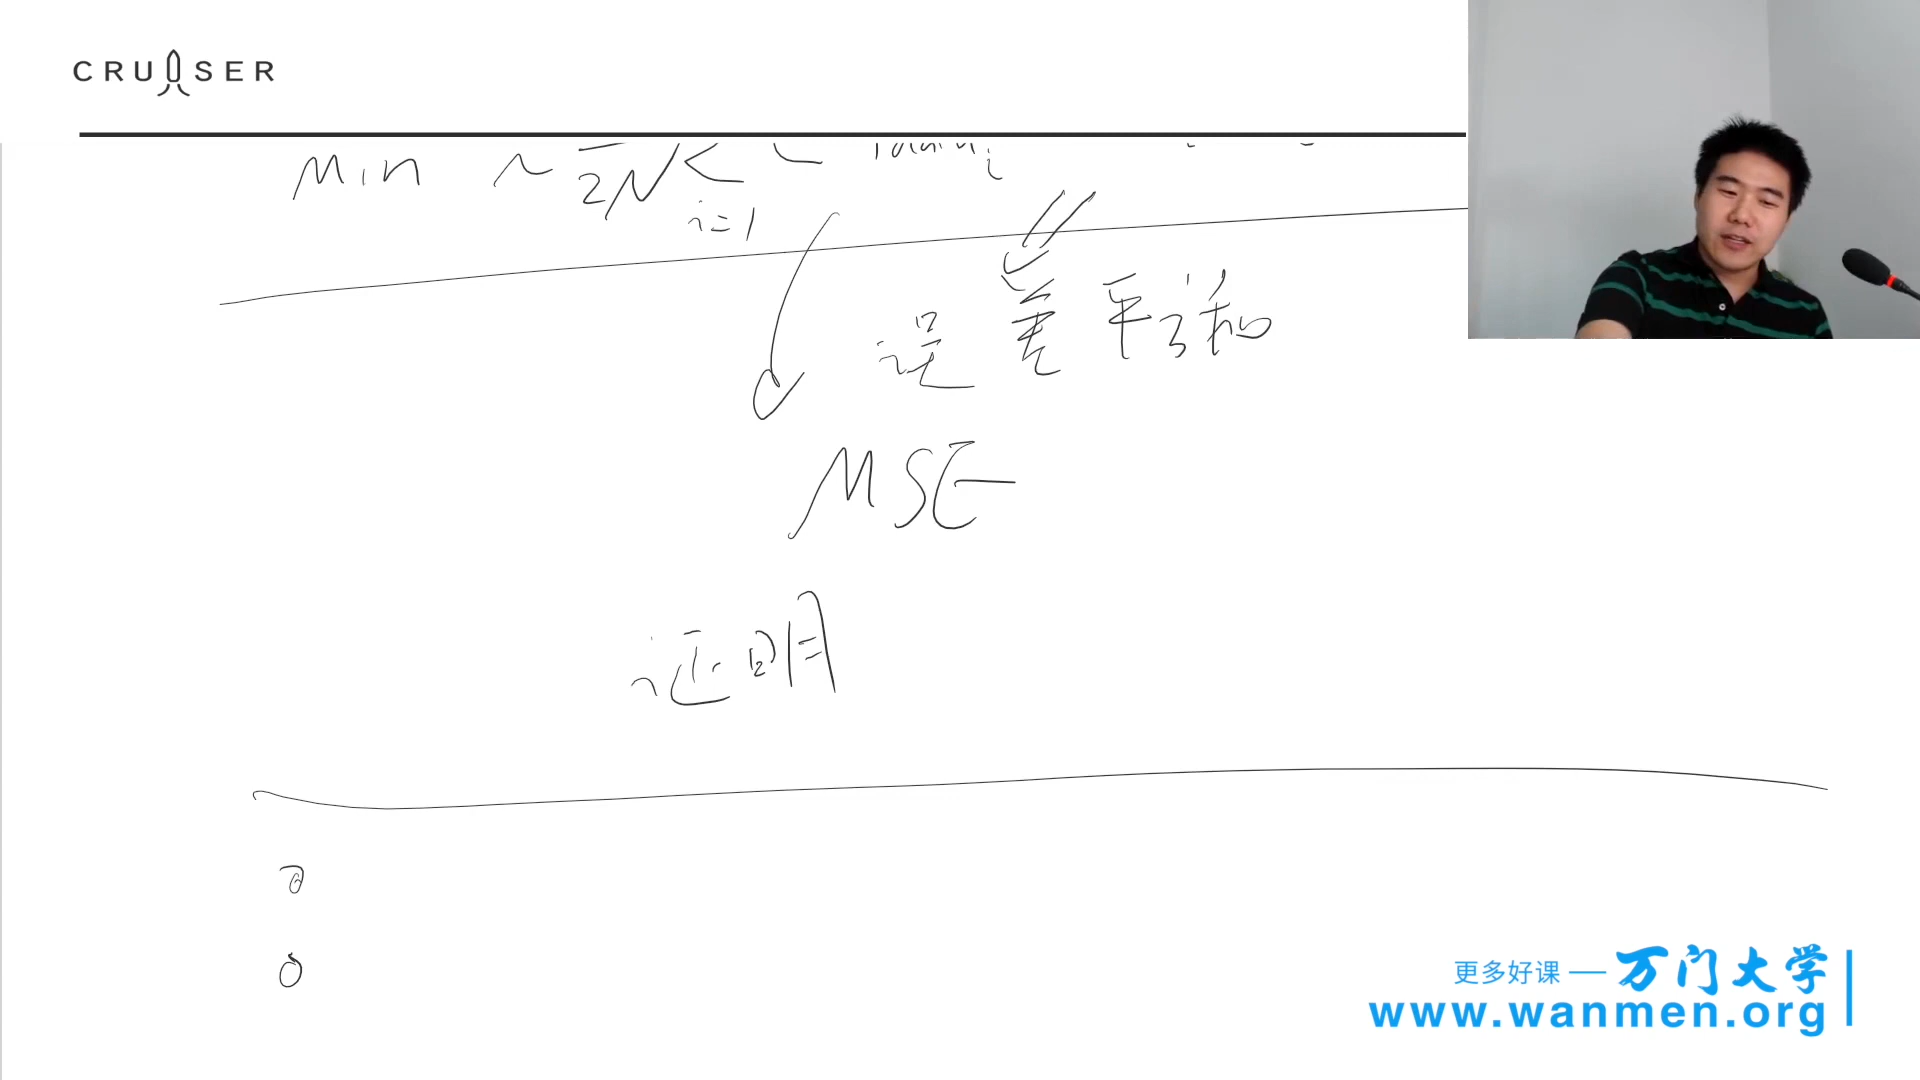 CRUISER
Min ~ 2N
i=1
误差平方和
MSE
证明
更多好课 — 万门大学
www.wanmen.org